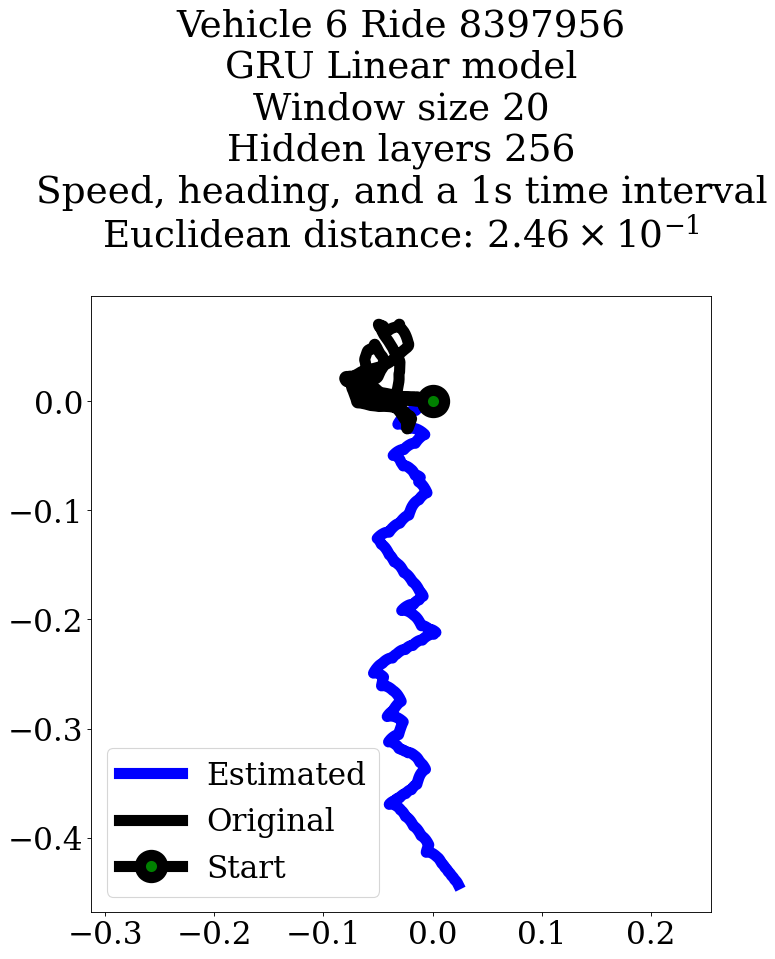 Vehicle 6 Ride 8397956
GRU Linear model
Window size 20
Hidden layers 256
Speed, heading, and a 1s time interval
Euclidean distance: 2.46 × 10⁻¹
0.0
−0.1
−0.2
−0.3
−0.4
Estimated
Original
Start
−0.3 −0.2 −0.1 0.0 0.1 0.2